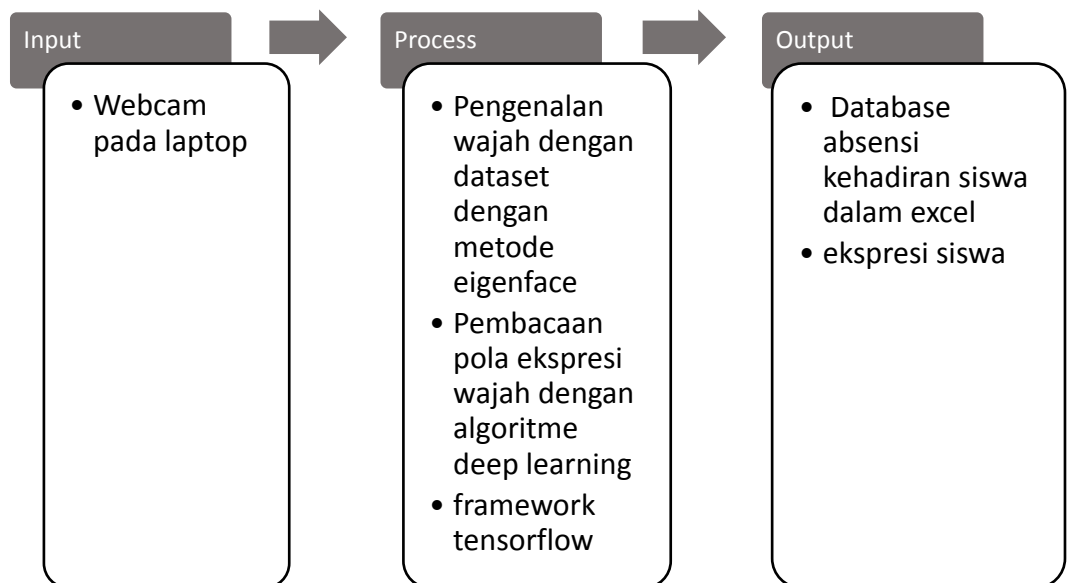 Input
• Webcam
pada laptop
Process
• Pengenalan
wajah dengan
dataset
dengan
metode
eigenface
• Pembacaan
pola ekspresi
wajah dengan
algoritme
deep learning
• framework
tensorflow
Output
• Database
absensi
kehadiran siswa
dalam excel
• ekspresi siswa